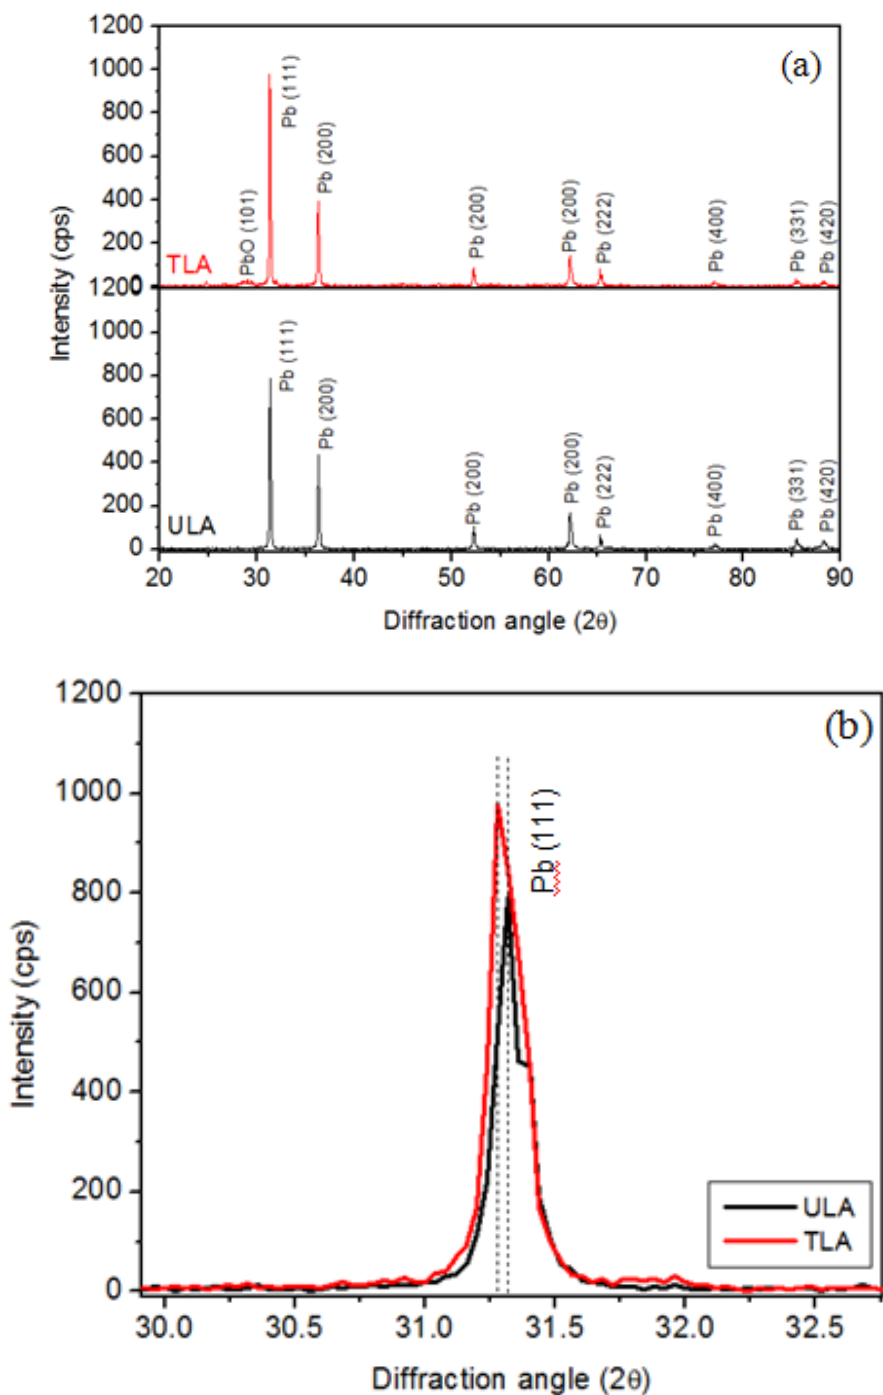 (a)
Intensity (cps)
1200
1000
800
600
400
200
0
TLA
PbO (101)
Pb (111)
Pb (200)
Pb (200)
Pb (200)
Pb (222)
Pb (400)
Pb (331)
Pb (420)
1200
1000
800
600
400
200
0
ULA
Pb (111)
Pb (200)
Pb (200)
Pb (200)
Pb (222)
Pb (400)
Pb (331)
Pb (420)
20 30 40 50 60 70 80 90
Diffraction angle (2θ)
(b)
Intensity (cps)
1200
1000
800
600
400
200
0
Pb (111)
ULA
TLA
30.0 30.5 31.0 31.5 32.0 32.5
Diffraction angle (2θ)